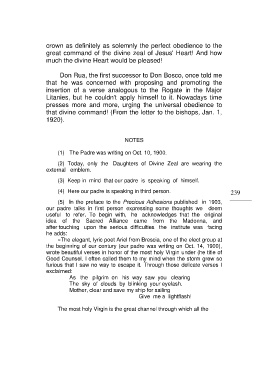 crown as definitely as solemnly the perfect obedience to the
great command of the divine zeal of Jesus' Heart! And how
much the divine Heart would be pleased!
Don Rua, the first successor to Don Bosco, once told me
that he was concerned with proposing and promoting the
insertion of a verse analogous to the Rogate in the Major
Litanies, but he couldn't apply himself to it. Nowadays time
presses more and more, urging the universal obedience to
that divine command! (From the letter to the bishops, Jan. 1,
1920).
NOTES
(1) The Padre was writing on Oct. 10, 1900.
(2) Today, only the Daughters of Divine Zeal are wearing the
external emblem.
(3) Keep in mind that our padre is speaking of himself.
(4) Here our padre is speaking in third person.
239
(5) In the preface to the Precious Adhesions published in 1903,
our padre talks in first person expressing some thoughts we deem
useful to refer. To begin with, he acknowledges that the original
idea of the Sacred Alliance came from the Madonna, and
after touching upon the serious difficulties the institute was facing
he adds:
«The elegant, lyric poet Ariel from Brescia, one of the elect group at
the beginning of our century (our padre was writing on Oct. 14, 1900),
wrote beautiful verses in honor of the most holy Virgin under the title of
Good Counsel. I often called them to my mind when the storm grew so
furious that I saw no way to escape it. Through those delicate verses I
exclaimed:
As the pilgrim on his way saw you clearing
The sky of clouds by blinking your eyelash.
Mother, clear and save my ship for sailing
Give me a lightflash!
The most holy Virgin is the great channel through which all the